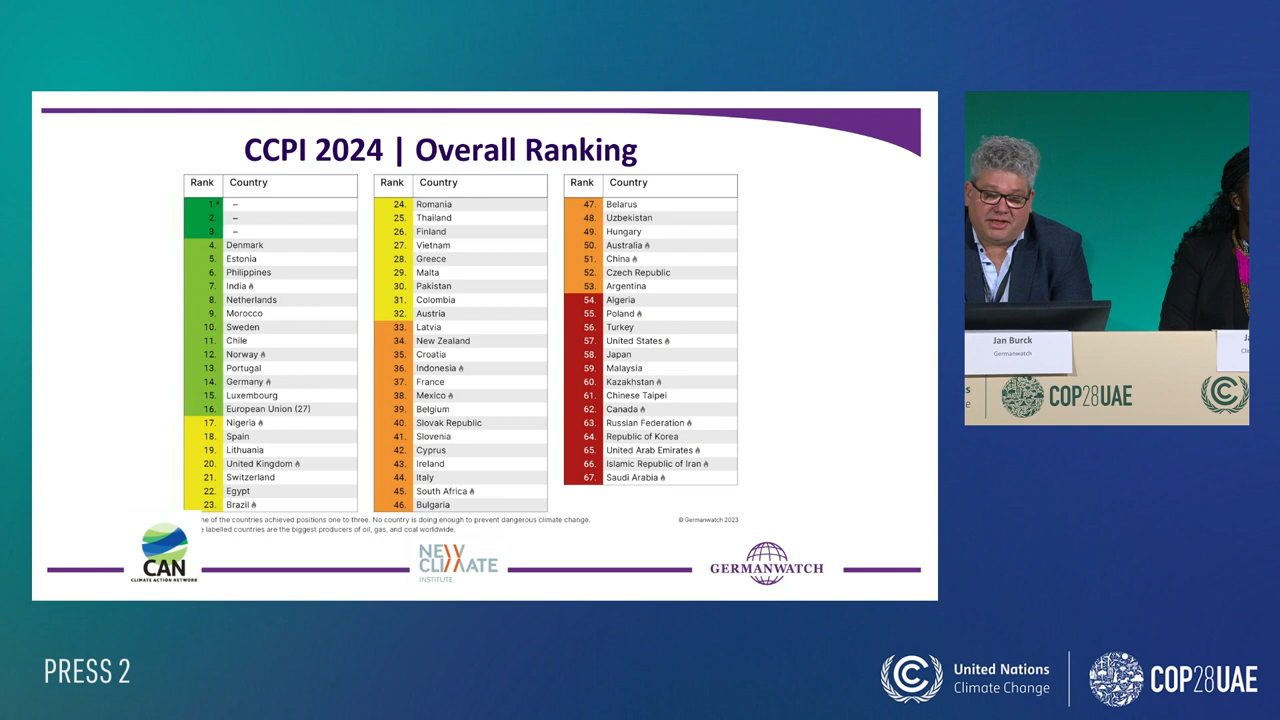 CCPI 2024 | Overall Ranking
Rank Country
1.* –
2. –
3. –
4. Denmark
5. Estonia
6. Philippines
7. India
8. Netherlands
9. Morocco
10. Sweden
11. Chile
12. Norway
13. Portugal
14. Germany
15. Luxembourg
16. European Union (27)
17. Nigeria
18. Spain
19. Lithuania
20. United Kingdom
21. Switzerland
22. Egypt
23. Brazil
Rank Country
24. Romania
25. Thailand
26. Finland
27. Vietnam
28. Greece
29. Malta
30. Pakistan
31. Colombia
32. Austria
33. Latvia
34. New Zealand
35. Croatia
36. Indonesia
37. France
38. Mexico
39. Belgium
40. Slovak Republic
41. Slovenia
42. Cyprus
43. Ireland
44. Italy
45. South Africa
46. Bulgaria
Rank Country
47. Belarus
48. Uzbekistan
49. Hungary
50. Australia
51. China
52. Czech Republic
53. Argentina
54. Algeria
55. Poland
56. Turkey
57. United States
58. Japan
59. Malaysia
60. Kazakhstan
61. Chinese Taipei
62. Canada
63. Russian Federation
64. Republic of Korea
65. United Arab Emirates
66. Islamic Republic of Iran
67. Saudi Arabia
of the countries achieved positions one to three. No country is doing enough to prevent dangerous climate change.
labelled countries are the biggest producers of oil, gas, and coal worldwide.
© Germanwatch 2023
CAN
CLIMATE ACTION NETWORK
NEW
CLIMATE
INSTITUTE
GERMANWATCH
Jan Burck
Germanwatch
COP28UAE
PRESS 2
United Nations
Climate Change
COP28UAE